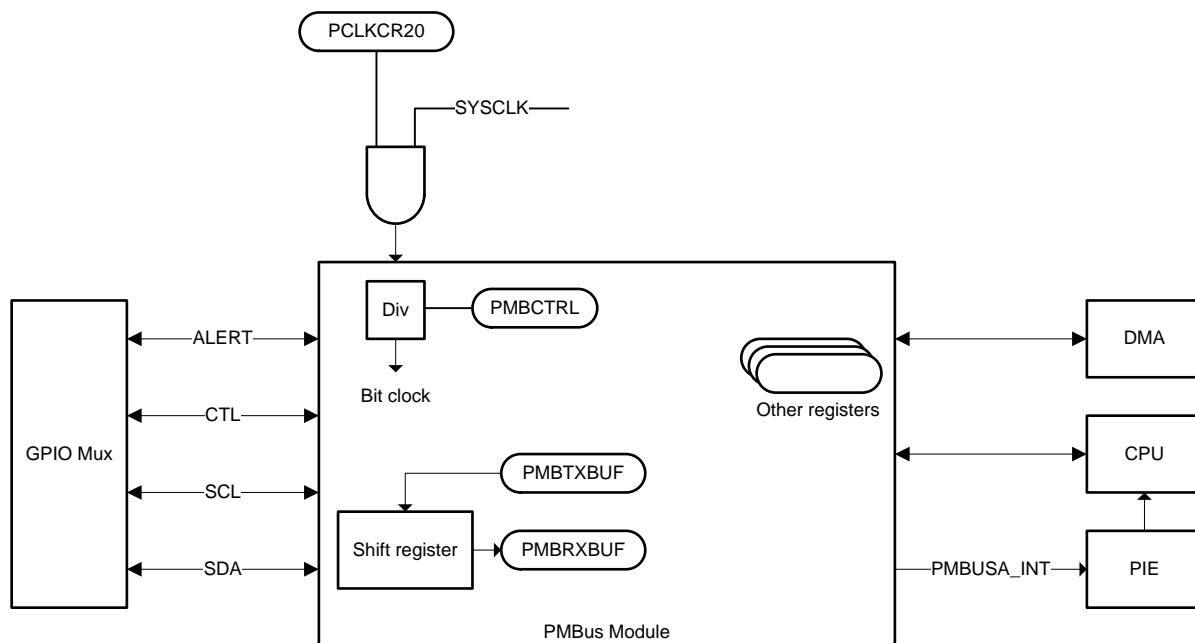 PCLKCR20
SYSCLK
Div
PMBCTRL
Bit clock
Other registers
ALERT
CTL
GPIO Mux
SCL
SDA
PMBTXBUF
Shift register
PMBRXBUF
DMA
CPU
PMBUSA_INT
PIE
PMBus Module